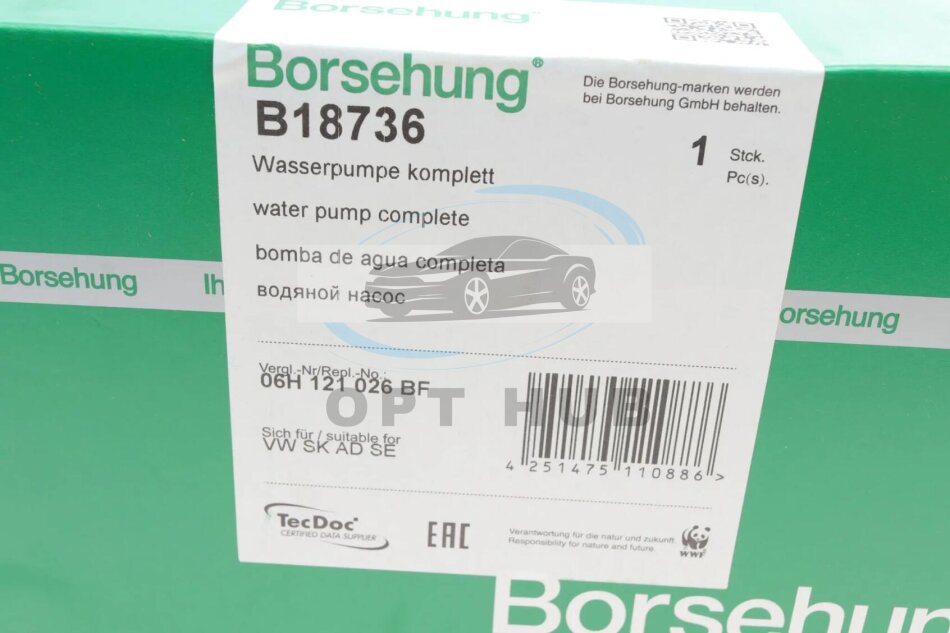 Borsehung
Borsehung®
B18736
Die Borsehung-marken werden
bei Borsehung GmbH behalten.
1 Stck.
Pc(s).
Wasserpumpe komplett
water pump complete
bomba de agua completa
водяной насос
Borsehung
Ih
orsehung
Vergl.-Nr/Repl.-No.:
06H 121 026 BF
OPT HUB
Sich für / suitable for
VW SK AD SE
4 251475 110886 >
TecDoc®
CERTIFIED DATA SUPPLIER
EAC
Verantwortung für die natur und zukunft.
Responsibility for nature and future.
WWF
Borsehung